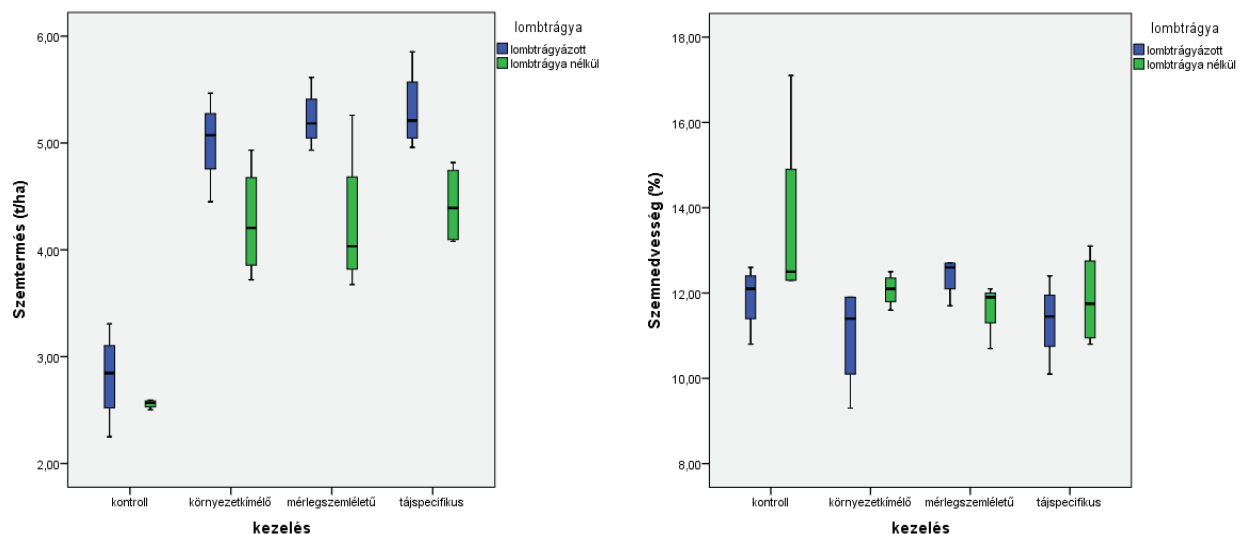 lombtrágya
lombtrágyázott
lombtrágya nélkül
6,00
5,00
4,00
3,00
2,00
Szemtermés (t/ha)
kontroll
környezetkímélő
mérlegszemléletű
tájspecifikus
kezelés
lombtrágya
lombtrágyázott
lombtrágya nélkül
18,00
16,00
14,00
12,00
10,00
8,00
Szemnedvesség (%)
kontroll
környezetkímélő
mérlegszemléletű
tájspecifikus
kezelés